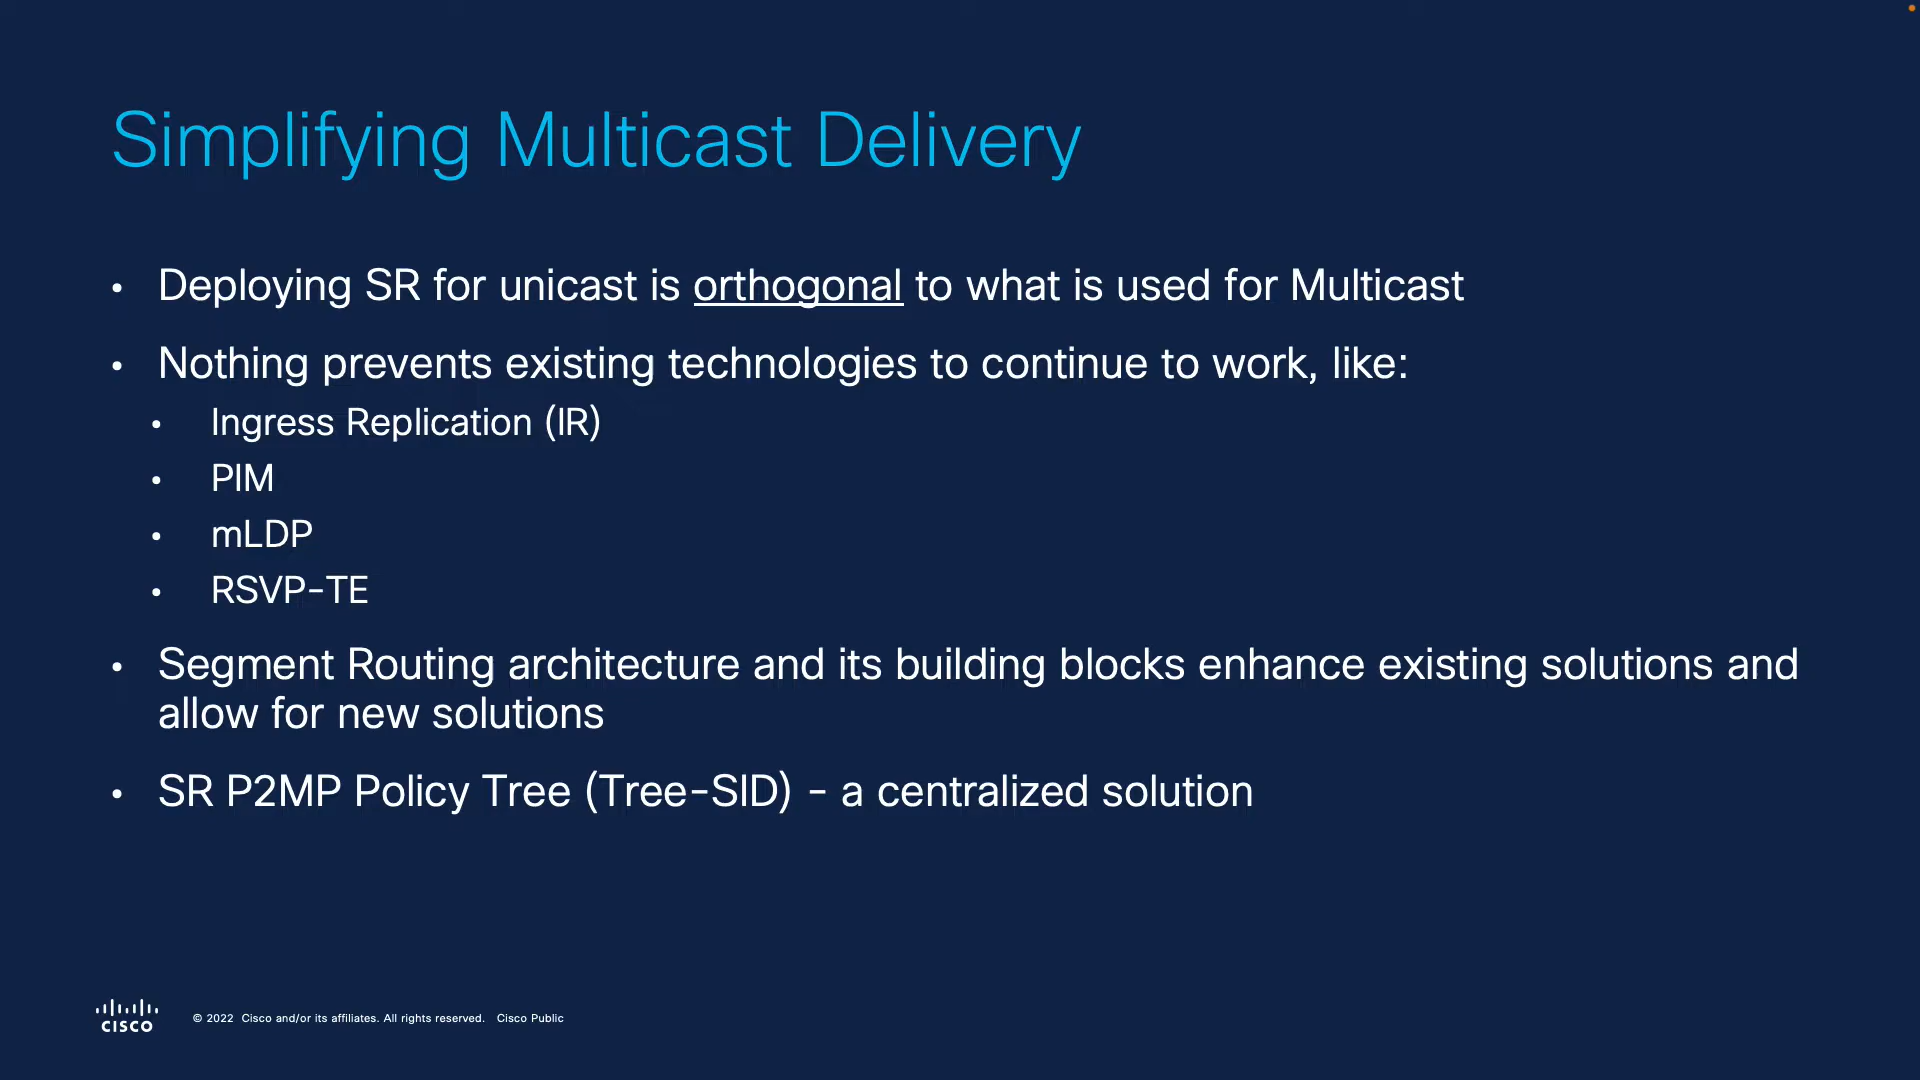 Simplifying Multicast Delivery
• Deploying SR for unicast is orthogonal to what is used for Multicast
• Nothing prevents existing technologies to continue to work, like:
• Ingress Replication (IR)
• PIM
• mLDP
• RSVP-TE
• Segment Routing architecture and its building blocks enhance existing solutions and
allow for new solutions
• SR P2MP Policy Tree (Tree-SID) - a centralized solution
CISCO © 2022 Cisco and/or its affiliates. All rights reserved. Cisco Public